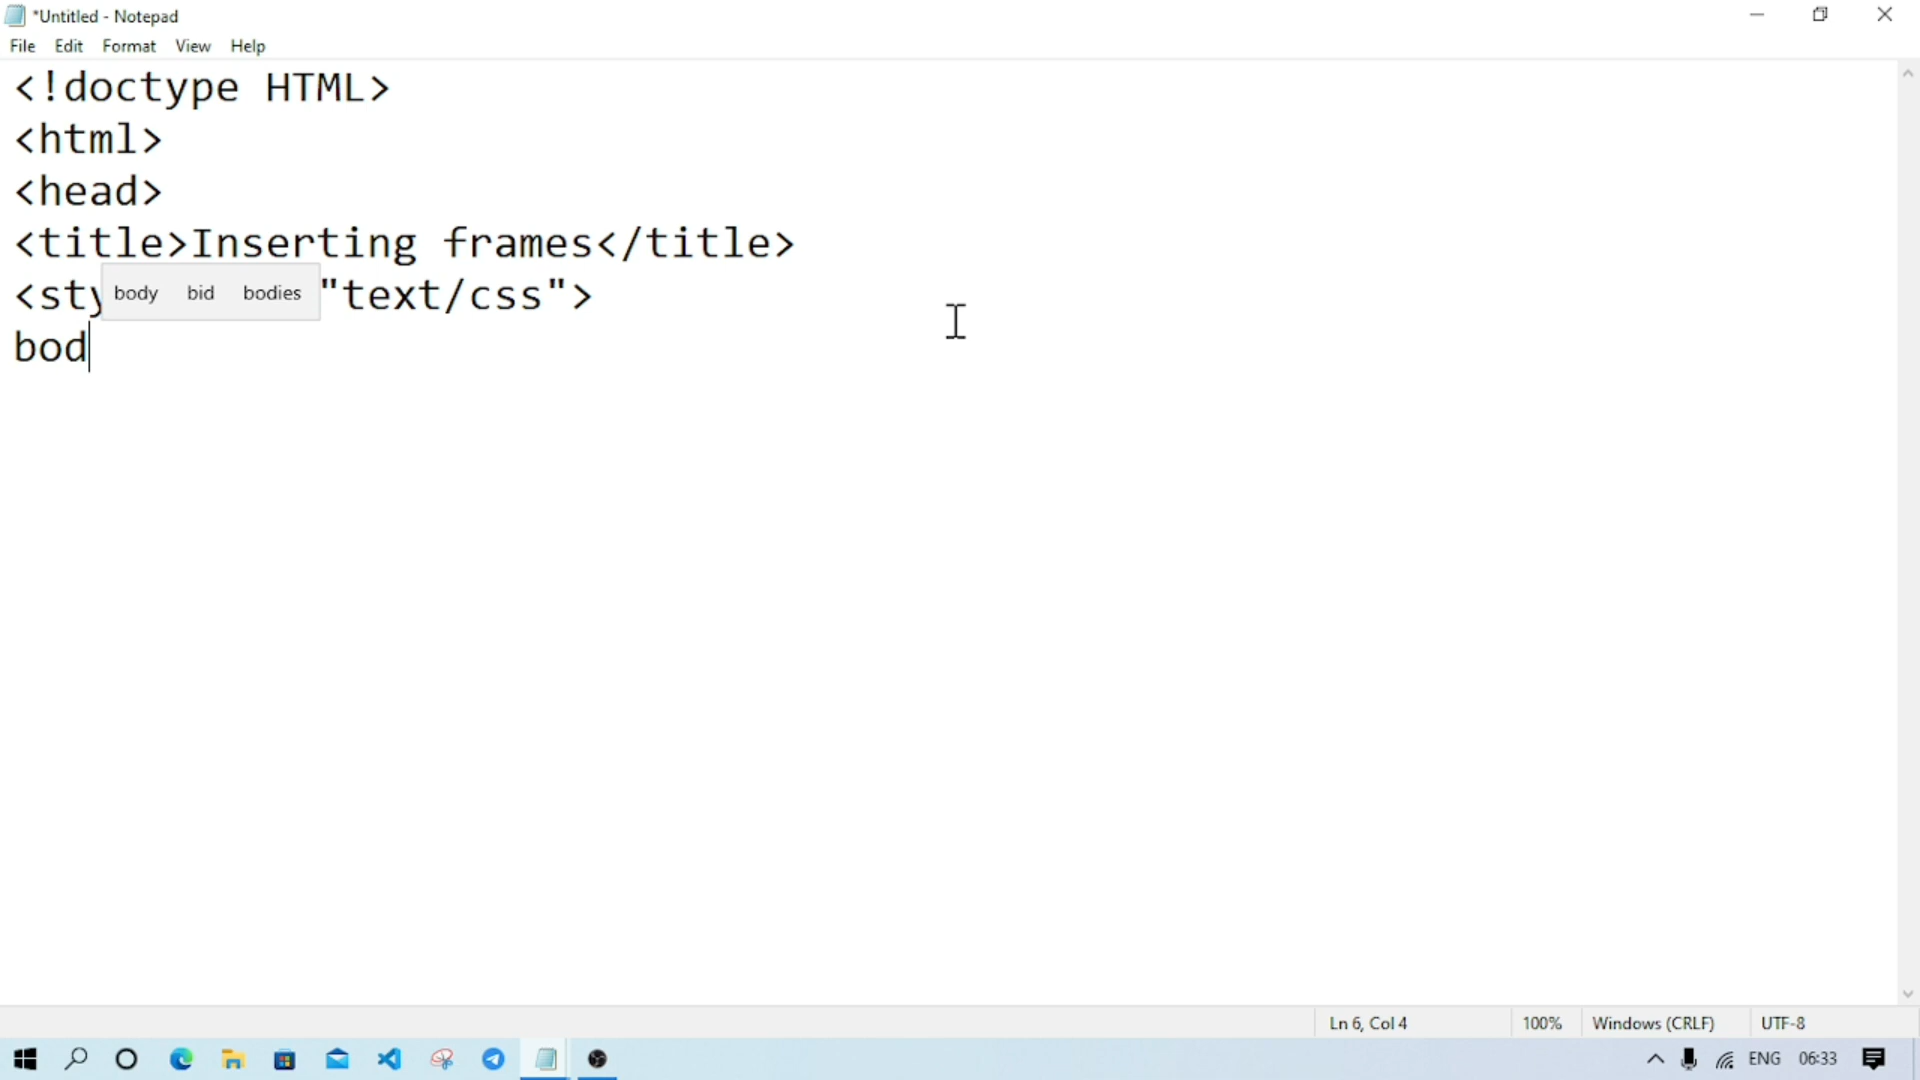 *Untitled - Notepad
File Edit Format View Help
<!doctype HTML>
<html>
<head>
<title>Inserting frames</title>
<sty "text/css">
body bid bodies
bod
Ln 6, Col 4 100% Windows (CRLF) UTF-8
ENG 06:33